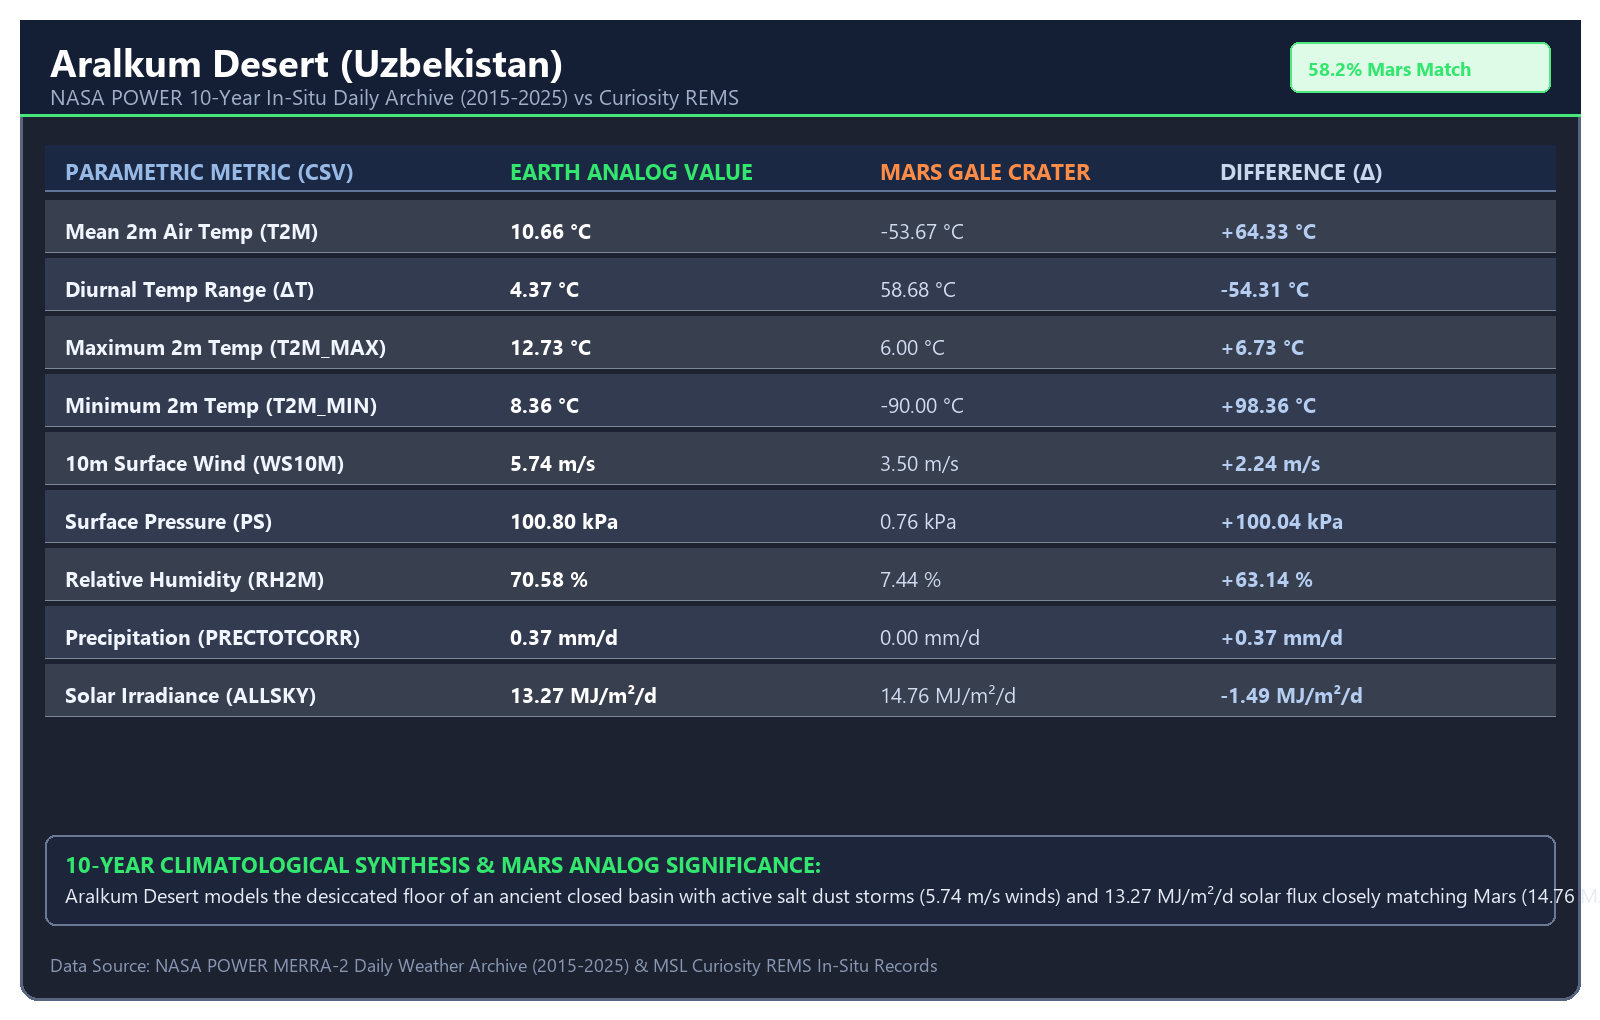 Aralkum Desert (Uzbekistan)
58.2% Mars Match
NASA POWER 10-Year In-Situ Daily Archive (2015-2025) vs Curiosity REMS
PARAMETRIC METRIC (CSV) EARTH ANALOG VALUE MARS GALE CRATER DIFFERENCE (Δ)
Mean 2m Air Temp (T2M) 10.66 °C -53.67 °C +64.33 °C
Diurnal Temp Range (ΔT) 4.37 °C 58.68 °C -54.31 °C
Maximum 2m Temp (T2M_MAX) 12.73 °C 6.00 °C +6.73 °C
Minimum 2m Temp (T2M_MIN) 8.36 °C -90.00 °C +98.36 °C
10m Surface Wind (WS10M) 5.74 m/s 3.50 m/s +2.24 m/s
Surface Pressure (PS) 100.80 kPa 0.76 kPa +100.04 kPa
Relative Humidity (RH2M) 70.58 % 7.44 % +63.14 %
Precipitation (PRECTOTCORR) 0.37 mm/d 0.00 mm/d +0.37 mm/d
Solar Irradiance (ALLSKY) 13.27 MJ/m²/d 14.76 MJ/m²/d -1.49 MJ/m²/d
10-YEAR CLIMATOLOGICAL SYNTHESIS & MARS ANALOG SIGNIFICANCE:
Aralkum Desert models the desiccated floor of an ancient closed basin with active salt dust storms (5.74 m/s winds) and 13.27 MJ/m²/d solar flux closely matching Mars (14.76 M
Data Source: NASA POWER MERRA-2 Daily Weather Archive (2015-2025) & MSL Curiosity REMS In-Situ Records